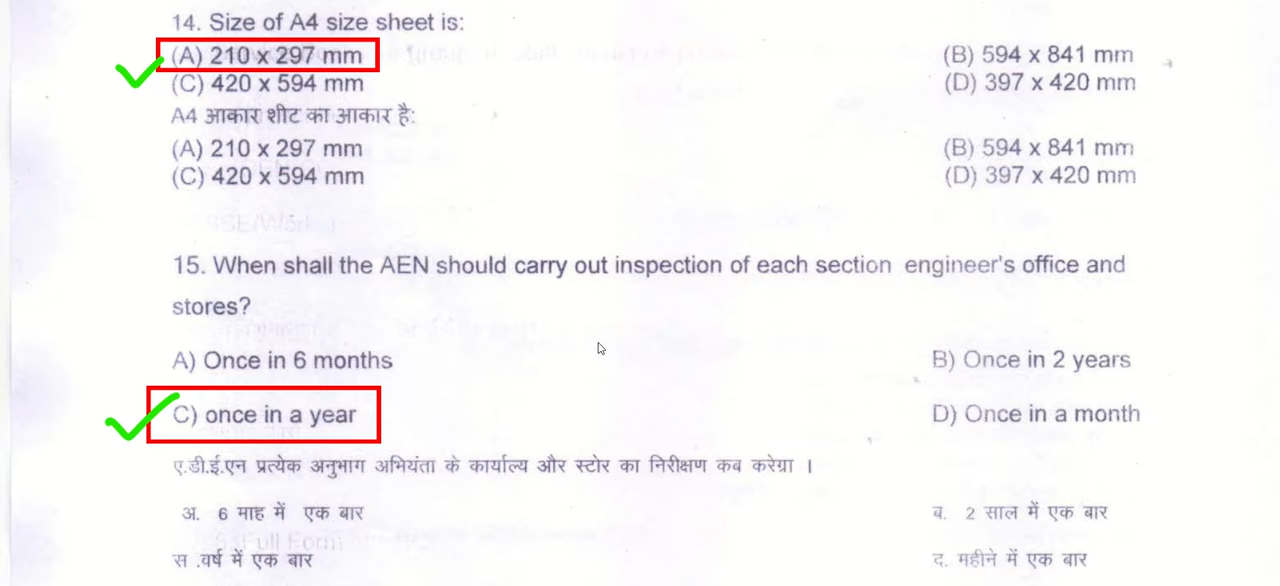 14. Size of A4 size sheet is:
(A) 210 x 297 mm (B) 594 x 841 mm
(C) 420 x 594 mm (D) 397 x 420 mm
A4 आकार शीट का आकार है:
(A) 210 x 297 mm (B) 594 x 841 mm
(C) 420 x 594 mm (D) 397 x 420 mm
15. When shall the AEN should carry out inspection of each section engineer's office and
stores?
A) Once in 6 months B) Once in 2 years
C) once in a year D) Once in a month
ए.डी.ई.एन प्रत्येक अनुभाग अभियंता के कार्याल्य और स्टोर का निरीक्षण कब करेगा ।
अ. 6 माह में एक बार ब. 2 साल में एक बार
Full Form
स .वर्ष में एक बार द. महीने में एक बार